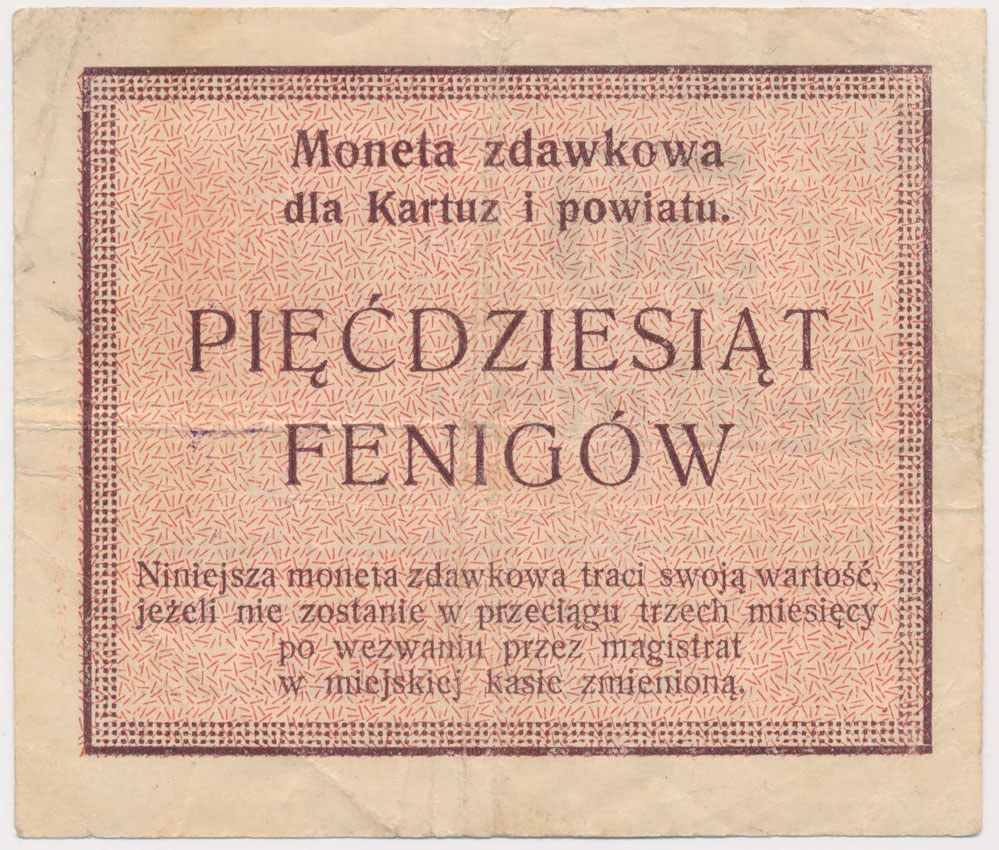 Moneta zdawkowa
dla Kartuz i powiatu.
PIĘĆDZIESIĄT
FENIGÓW
Niniejsza moneta zdawkowa traci swoją wartość,
jeżeli nie zostanie w przeciągu trzech miesięcy
po wezwaniu przez magistrat
w miejskiej kasie zmienioną.